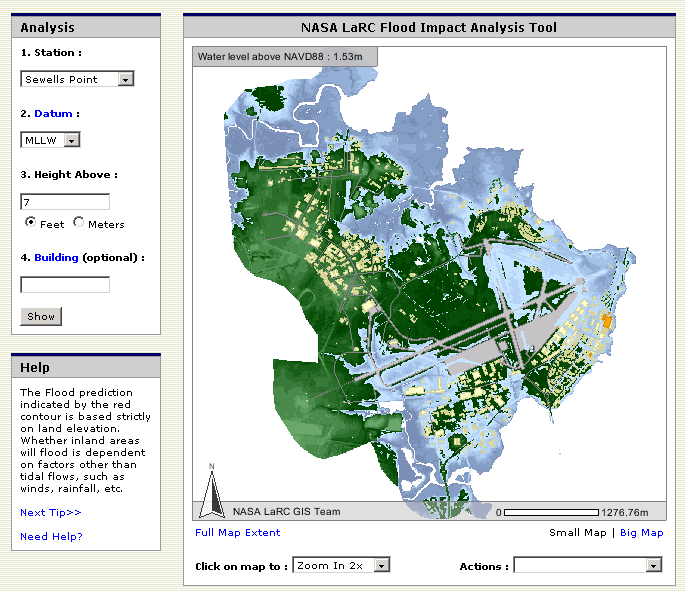 Analysis
1. Station :
Sewells Point
2. Datum :
MLLW
3. Height Above :
7
Feet Meters
4. Building (optional) :
Show
Help
The Flood prediction
indicated by the red
contour is based strictly
on land elevation.
Whether inland areas
will flood is dependent
on factors other than
tidal flows, such as
winds, rainfall, etc.
Next Tip>>
Need Help?
NASA LaRC Flood Impact Analysis Tool
Water level above NAVD88 : 1.53m
N
NASA LaRC GIS Team
0 1276.76m
Full Map Extent
Small Map | Big Map
Click on map to : Zoom In 2x
Actions :